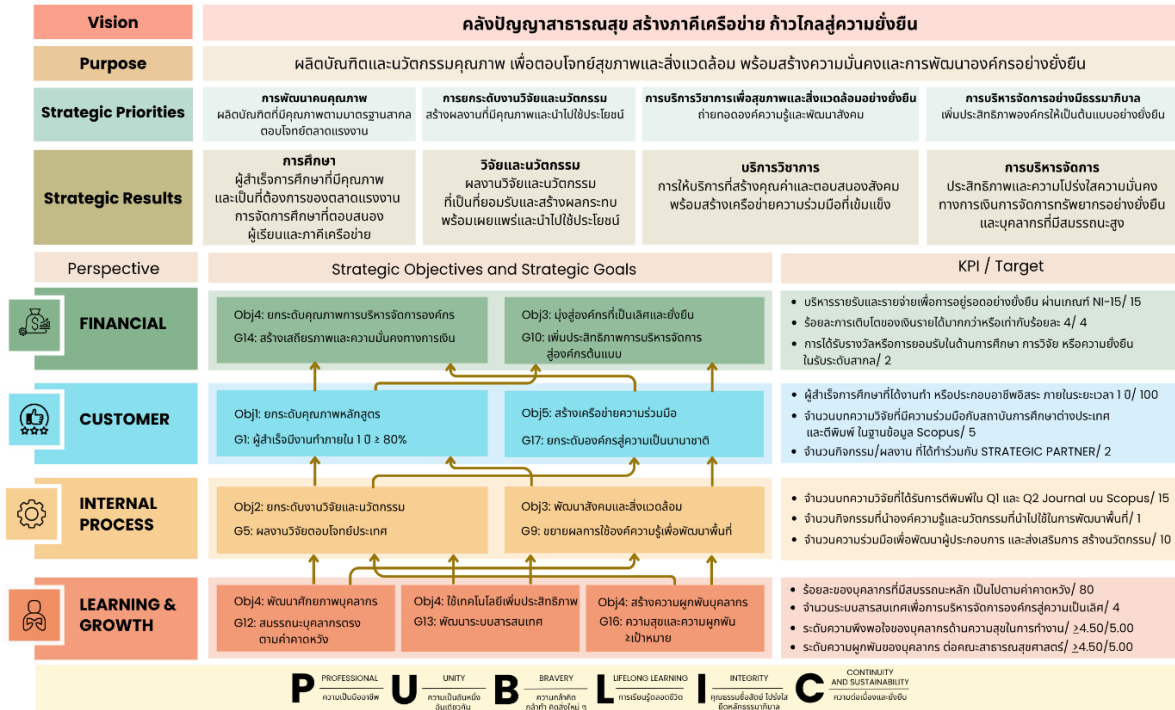 Vision
คลังปัญญาสาธารณสุข สร้างภาคีเครือข่าย ก้าวไกลสู่ความยั่งยืน
Purpose
ผลิตบัณฑิตและนวัตกรรมคุณภาพ เพื่อตอบโจทย์สุขภาพและสิ่งแวดล้อม พร้อมสร้างความมั่นคงและการพัฒนาองค์กรอย่างยั่งยืน
Strategic Priorities
การพัฒนาคนคุณภาพ
ผลิตบัณฑิตที่มีคุณภาพตามมาตรฐานสากล
ตอบโจทย์ตลาดแรงงาน
การยกระดับงานวิจัยและนวัตกรรม
สร้างผลงานที่มีคุณภาพและนำไปใช้ประโยชน์
การบริการวิชาการเพื่อสุขภาพและสิ่งแวดล้อมอย่างยั่งยืน
ถ่ายทอดองค์ความรู้และพัฒนาสังคม
การบริหารจัดการอย่างมีธรรมาภิบาล
เพิ่มประสิทธิภาพองค์กรให้เป็นต้นแบบอย่างยั่งยืน
Strategic Results
การศึกษา
ผู้สำเร็จการศึกษาที่มีคุณภาพ
และเป็นที่ต้องการของตลาดแรงงาน
การจัดการศึกษาที่ตอบสนอง
ผู้เรียนและภาคีเครือข่าย
วิจัยและนวัตกรรม
ผลงานวิจัยและนวัตกรรม
ที่เป็นที่ยอมรับและสร้างผลกระทบ
พร้อมเผยแพร่และนำไปใช้ประโยชน์
บริการวิชาการ
การให้บริการที่สร้างคุณค่าและตอบสนองสังคม
พร้อมสร้างเครือข่ายความร่วมมือที่เข้มแข็ง
การบริหารจัดการ
ประสิทธิภาพและความโปร่งใสความมั่นคง
ทางการเงินการจัดการทรัพยากรอย่างยั่งยืน
และบุคลากรที่มีสมรรถนะสูง
Perspective
Strategic Objectives and Strategic Goals
KPI / Target
FINANCIAL
Obj4: ยกระดับคุณภาพการบริหารจัดการองค์กร
G14: สร้างเสถียรภาพและความมั่นคงทางการเงิน
Obj3: มุ่งสู่องค์กรที่เป็นเลิศและยั่งยืน
G10: เพิ่มประสิทธิภาพการบริหารจัดการ
สู่องค์กรต้นแบบ
• บริหารรายรับและรายจ่ายเพื่อการอยู่รอดอย่างยั่งยืน ผ่านเกณฑ์ NI-15/ 15
• ร้อยละการเติบโตของเงินรายได้มากกว่าหรือเท่ากับร้อยละ 4/ 4
• การได้รับรางวัลหรือการยอมรับในด้านการศึกษา การวิจัย หรือความยั่งยืน
ในรับระดับสากล/ 2
CUSTOMER
Obj1: ยกระดับคุณภาพหลักสูตร
G1: ผู้สำเร็จมีงานทำภายใน 1 ปี ≥ 80%
Obj5: สร้างเครือข่ายความร่วมมือ
G17: ยกระดับองค์กรสู่ความเป็นนานาชาติ
• ผู้สำเร็จการศึกษาที่ได้งานทำ หรือประกอบอาชีพอิสระ ภายในระยะเวลา 1 ปี/ 100
• จำนวนบทความวิจัยที่มีความร่วมมือกับสถาบันการศึกษาต่างประเทศ
และตีพิมพ์ ในฐานข้อมูล Scopus/ 5
• จำนวนกิจกรรม/ผลงาน ที่ได้ทำร่วมกับ STRATEGIC PARTNER/ 2
INTERNAL
PROCESS
Obj2: ยกระดับงานวิจัยและนวัตกรรม
G5: ผลงานวิจัยตอบโจทย์ประเทศ
Obj3: พัฒนาสังคมและสิ่งแวดล้อม
G9: ขยายผลการใช้องค์ความรู้เพื่อพัฒนาพื้นที่
• จำนวนบทความวิจัยที่ได้รับการตีพิมพ์ใน Q1 และ Q2 Journal บน Scopus/ 15
• จำนวนกิจกรรมที่นำองค์ความรู้และนวัตกรรมที่นำไปใช้ในการพัฒนาพื้นที่/ 1
• จำนวนความร่วมมือเพื่อพัฒนาผู้ประกอบการ และส่งเสริมการ สร้างนวัตกรรม/ 10
LEARNING &
GROWTH
Obj4: พัฒนาศักยภาพบุคลากร
G12: สมรรถนะบุคลากรตรง
ตามค่าคาดหวัง
Obj4: ใช้เทคโนโลยีเพิ่มประสิทธิภาพ
G13: พัฒนาระบบสารสนเทศ
Obj4: สร้างความผูกพันบุคลากร
G16: ความสุขและความผูกพัน
≥เป้าหมาย
• ร้อยละของบุคลากรที่มีสมรรถนะหลัก เป็นไปตามค่าคาดหวัง/ 80
• จำนวนระบบสารสนเทศเพื่อการบริหารจัดการองค์กรสู่ความเป็นเลิศ/ 4
• ระดับความพึงพอใจของบุคลากรด้านความสุขในการทำงาน/ ≥4.50/5.00
• ระดับความผูกพันของบุคลากร ต่อคณะสาธารณสุขศาสตร์/ ≥4.50/5.00
P PROFESSIONAL
ความเป็นมืออาชีพ
U UNITY
ความเป็นอันหนึ่ง
อันเดียวกัน
B BRAVERY
ความกล้าคิด
กล้าทำ คิดสิ่งใหม่ ๆ
L LIFELONG LEARNING
การเรียนรู้ตลอดชีวิต
I INTEGRITY
คุณธรรมซื่อสัตย์ โปร่งใส
ยึดหลักธรรมาภิบาล
C CONTINUITY
AND SUSTAINABILITY
ความต่อเนื่องและยั่งยืน